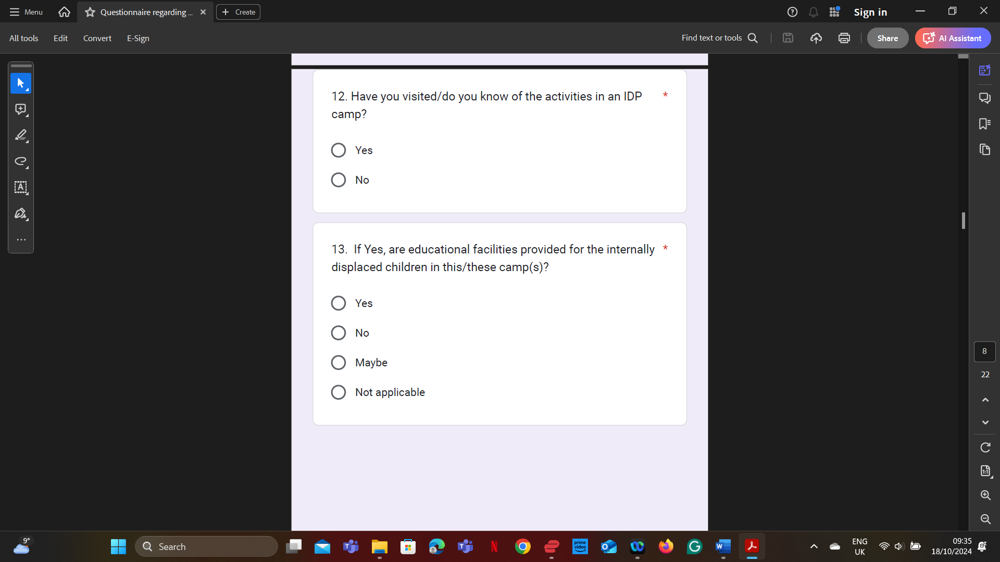 Menu
Questionnaire regarding ...
Create
Sign in
All tools
Edit
Convert
E-Sign
Find text or tools
Share
AI Assistant
12. Have you visited/do you know of the activities in an IDP *
camp?
Yes
No
13. If Yes, are educational facilities provided for the internally *
displaced children in this/these camp(s)?
Yes
No
Maybe
Not applicable
8
22
9°
Search
prime
video
ENG
UK
09:35
18/10/2024